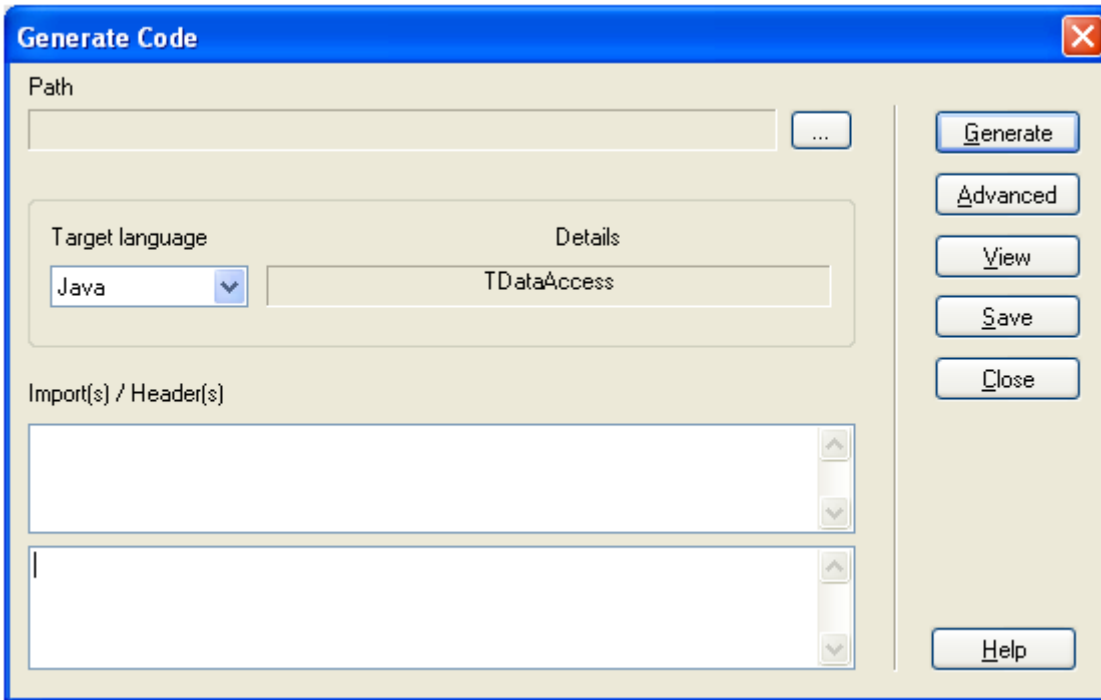 Generate Code
Path
...
Generate
Advanced
Target language
Details
View
Java
TDataAccess
Save
Close
Import(s) / Header(s)
Help